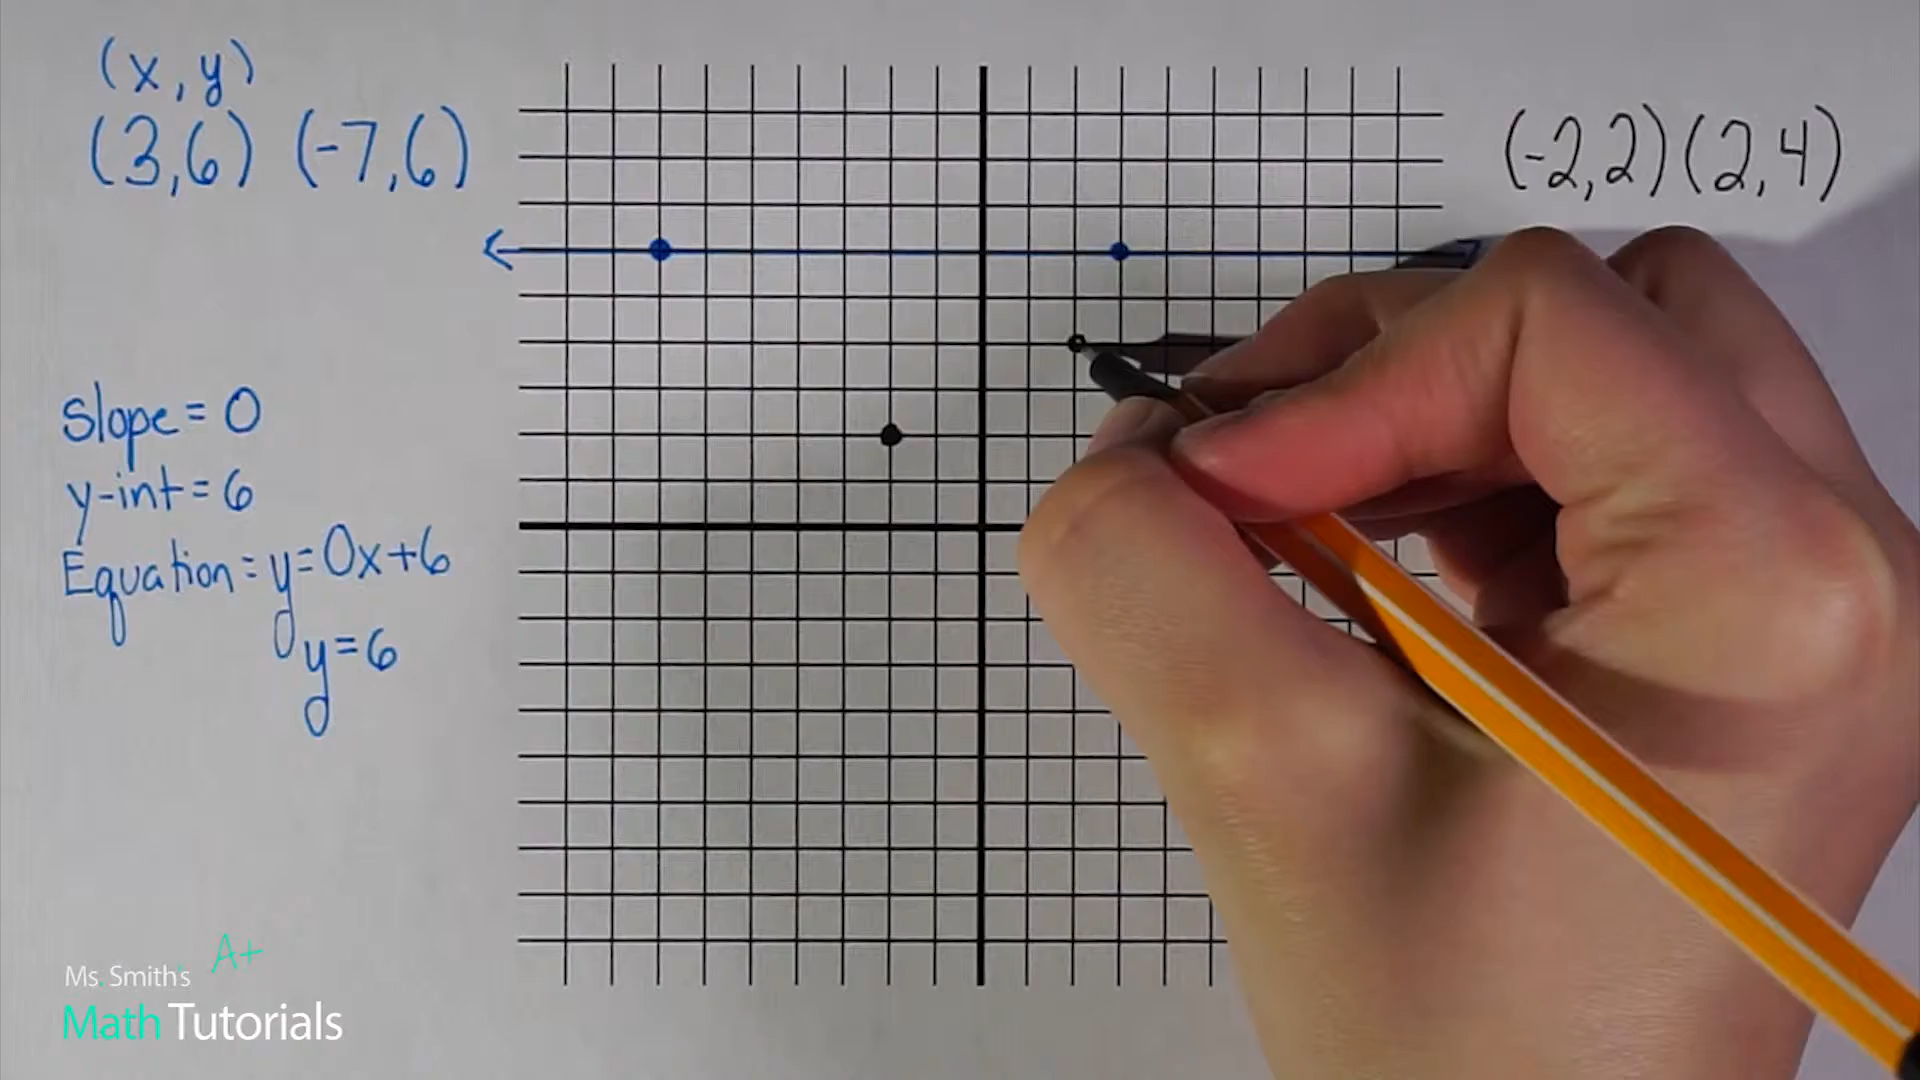 (x,y)
(3,6) (-7,6)
(-2,2)(2,4)
Slope = 0
y-int = 6
Equation = y=0x+6
y=6
A+
Ms. Smith's
Math Tutorials